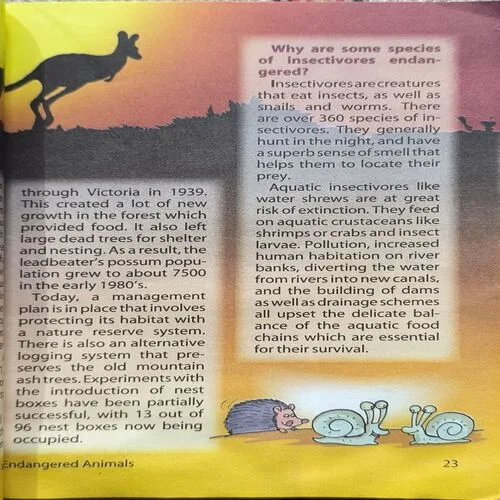 through Victoria in 1939.
This created a lot of new
growth in the forest which
provided food. It also left
large dead trees for shelter
and nesting. As a result, the
leadbeater's possum popu-
lation grew to about 7500
in the early 1980's.
Today, a management
plan is in place that involves
protecting its habitat with
a nature reserve system.
There is also an alternative
logging system that pre-
serves the old mountain
ash trees. Experiments with
the introduction of nest
boxes have been partially
successful, with 13 out of
96 nest boxes now being
occupied.
Why are some species
of insectivores endan-
gered?
Insectivores are creatures
that eat insects, as well as
snails and worms. There
are over 360 species of in-
sectivores. They generally
hunt in the night, and have
a superb sense of smell that
helps them to locate their
prey.
Aquatic insectivores like
water shrews are at great
risk of extinction. They feed
on aquatic crustaceans like
shrimps or crabs and insect
larvae. Pollution, increased
human habitation on river
banks, diverting the water
from rivers into new canals,
and the building of dams
as well as drainage schemes
all upset the delicate bal-
ance of the aquatic food
chains which are essential
for their survival.
Endangered Animals
23